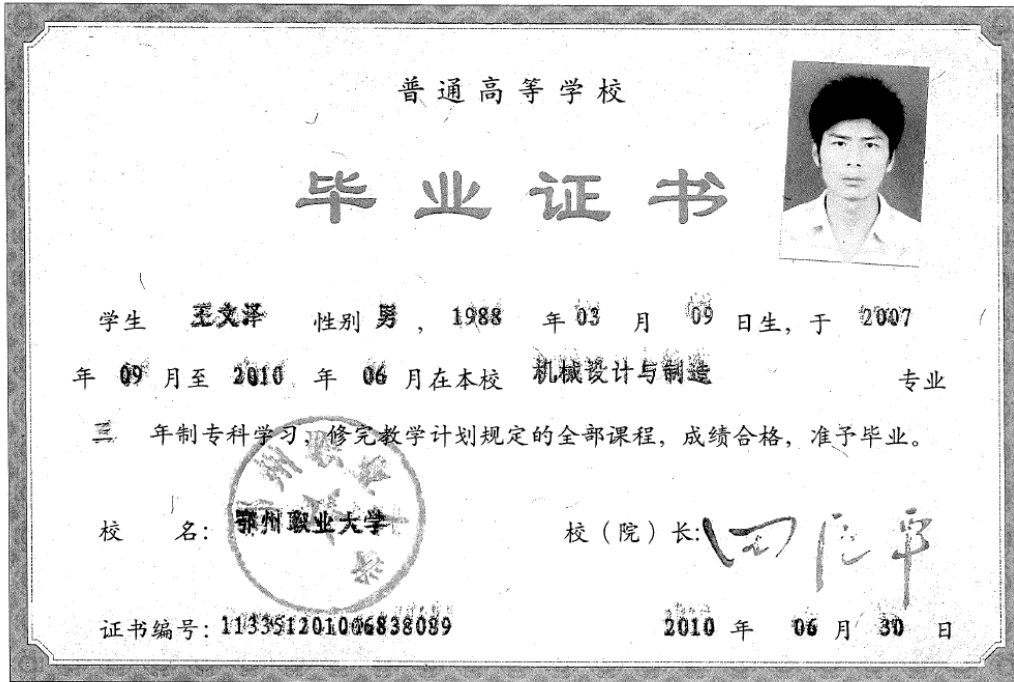 普通高等学校
毕业证书
学生 王文泽 性别 男，1988 年 03 月 09 日生，于 2007
年 09 月至 2010 年 06 月在本校 机械设计与制造 专业
三 年制专科学习，修完教学计划规定的全部课程，成绩合格，准予毕业。
校 名：鄂州职业大学 校（院）长：
证书编号：113351201006838089 2010 年 06 月 30 日